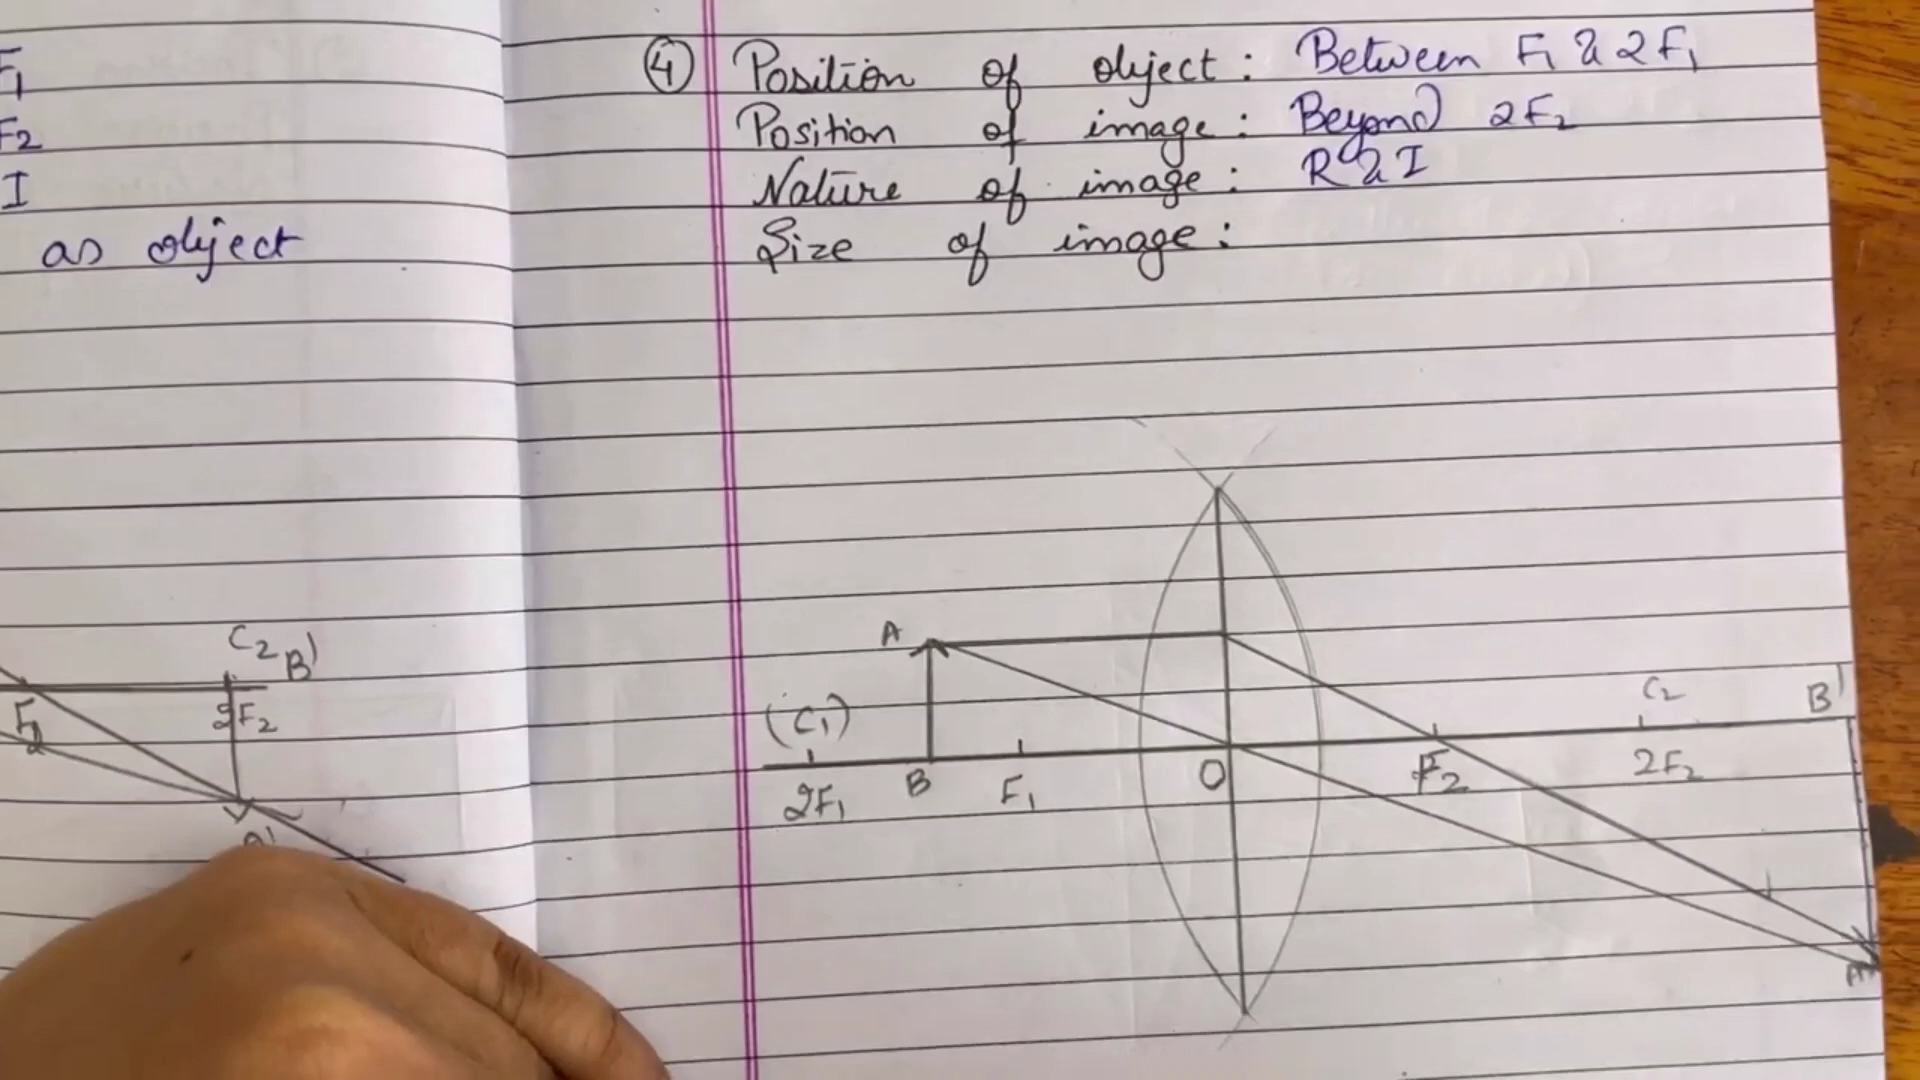 F1
F2
I
as object
④ Position of object : Between F1 & 2F1
Position of image : Beyond 2F2
Nature of image : R & I
Size of image :
C2 B'
F2 2F2
A'
A
(C1)
2F1 B F1 O F2 2F2
C2 B'
A'